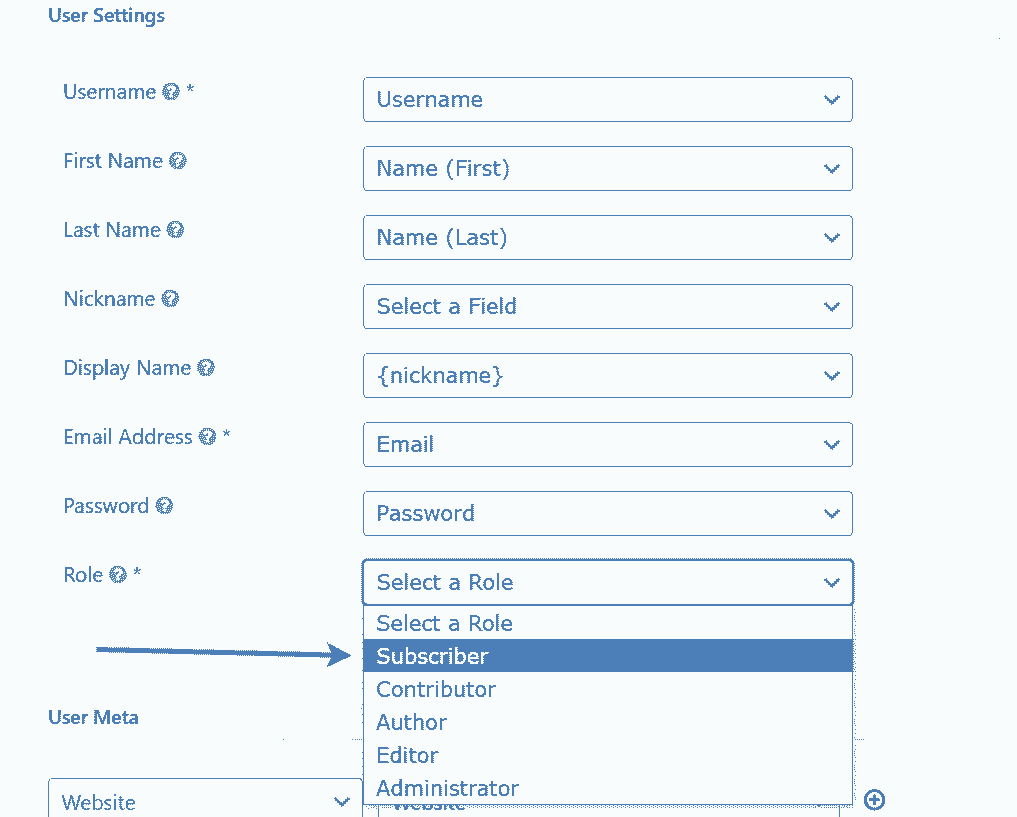 User Settings
Username *
Username
First Name
Name (First)
Last Name
Name (Last)
Nickname
Select a Field
Display Name
{nickname}
Email Address *
Email
Password
Password
Role *
Select a Role
Select a Role
Subscriber
Contributor
Author
Editor
Administrator
User Meta
Website
Website